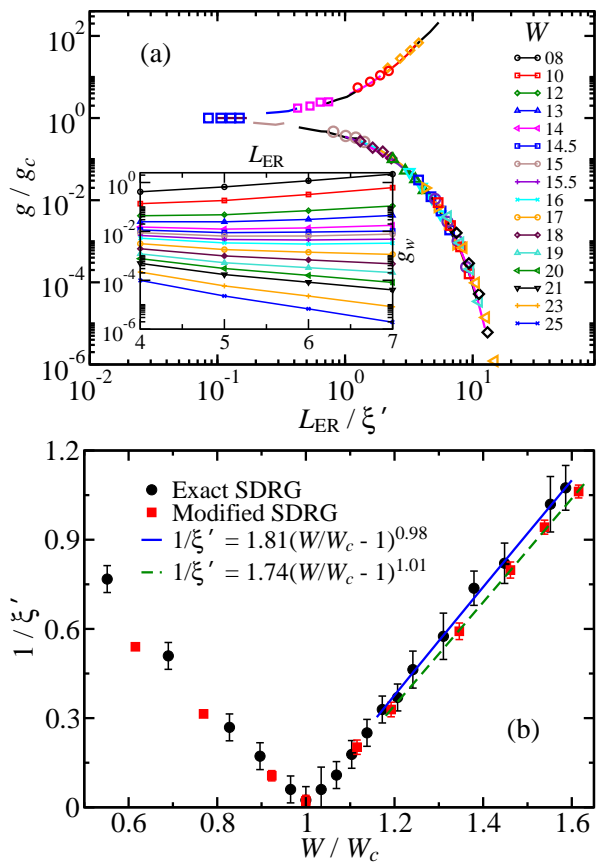 (a)
W
08
10
12
13
14
14.5
15
15.5
16
17
18
19
20
21
23
25
g / g_c
10^2
10^0
10^-2
10^-4
10^-6
L_ER
10^0
10^-2
10^-4
10^-6
g_w
4 5 6 7
10^-2 10^-1 10^0 10^1 10^2
L_ER / ξ′
1.2
0.9
0.6
0.3
0
1 / ξ′
Exact SDRG
Modified SDRG
1/ξ′ = 1.81(W/W_c - 1)^0.98
1/ξ′ = 1.74(W/W_c - 1)^1.01
(b)
0.6 0.8 1 1.2 1.4 1.6
W / W_c